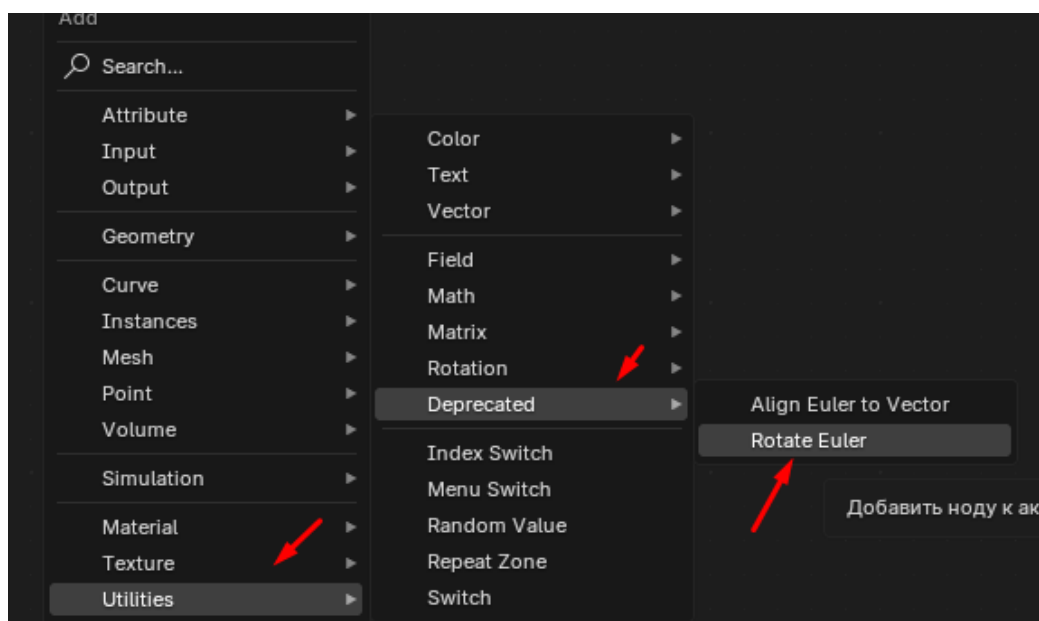 Add
Search...
Attribute
Input
Output
Geometry
Curve
Instances
Mesh
Point
Volume
Simulation
Material
Texture
Utilities
Color
Text
Vector
Field
Math
Matrix
Rotation
Deprecated
Index Switch
Menu Switch
Random Value
Repeat Zone
Switch
Align Euler to Vector
Rotate Euler
Добавить ноду к ак